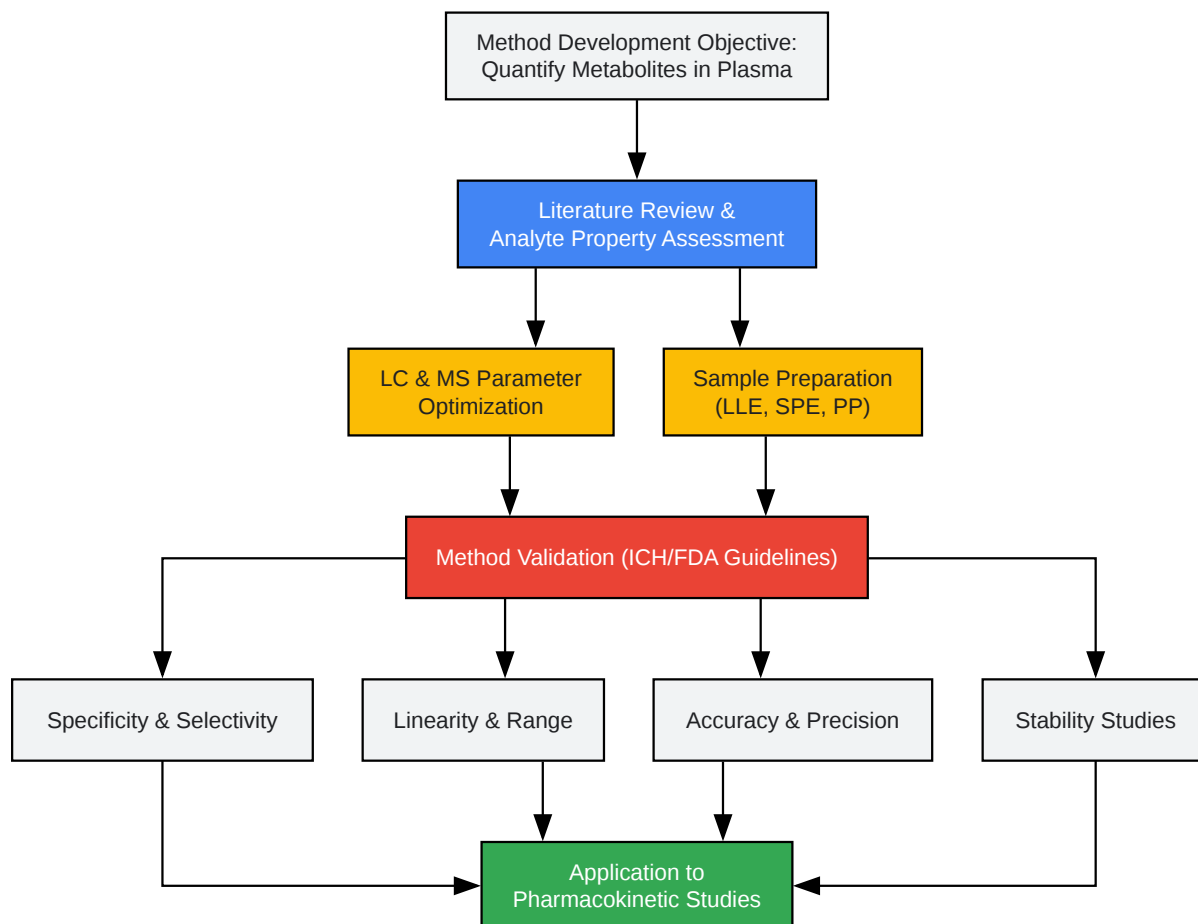 Method Development Objective:
Quantify Metabolites in Plasma
Literature Review &
Analyte Property Assessment
LC & MS Parameter
Optimization
Sample Preparation
(LLE, SPE, PP)
Method Validation (ICH/FDA Guidelines)
Specificity & Selectivity
Linearity & Range
Accuracy & Precision
Stability Studies
Application to
Pharmacokinetic Studies